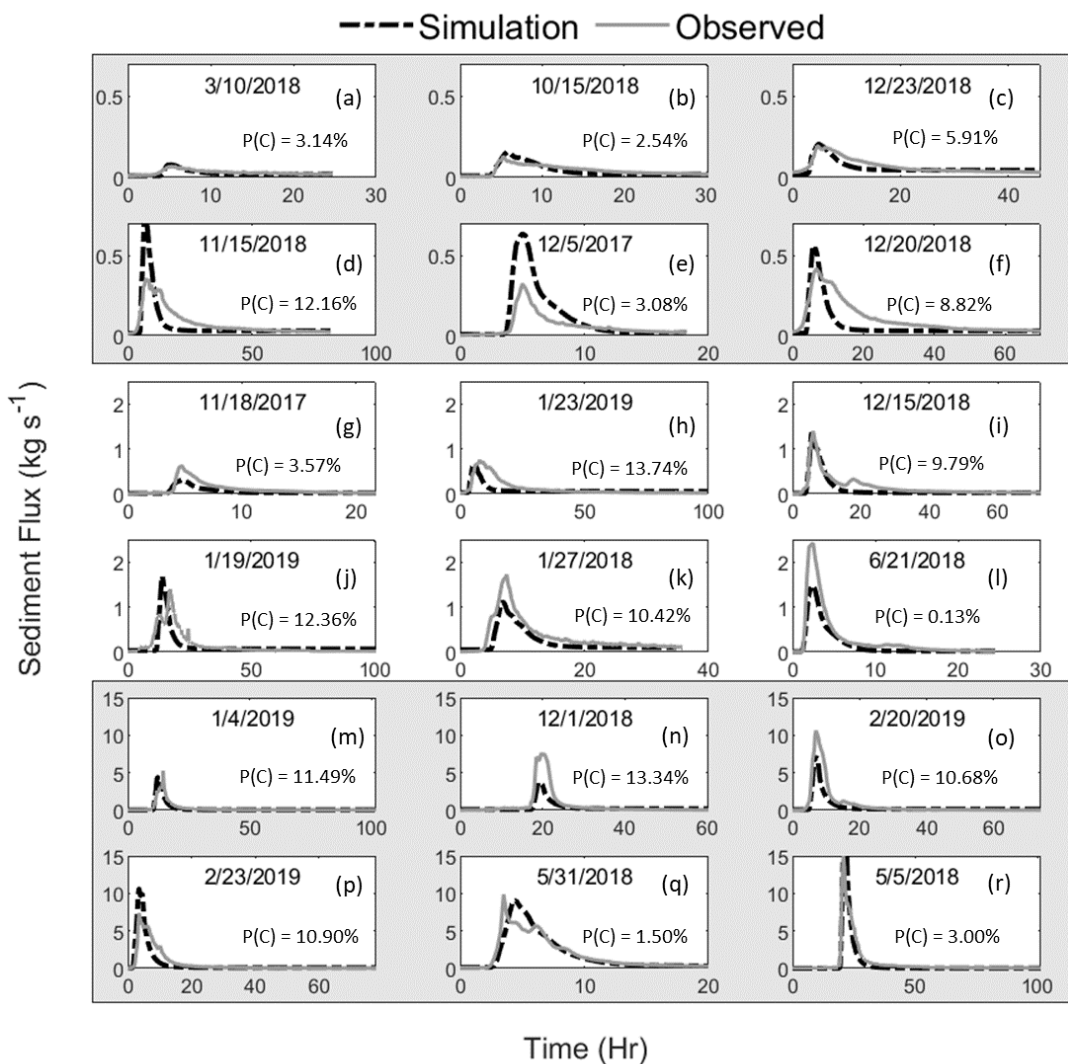 Simulation Observed
Sediment Flux (kg s⁻¹)
3/10/2018 (a)
P(C) = 3.14%
0.5
0
0 10 20 30
10/15/2018 (b)
P(C) = 2.54%
0.5
0
0 10 20 30
12/23/2018 (c)
P(C) = 5.91%
0.5
0
0 20 40
11/15/2018
(d)
P(C) = 12.16%
0.5
0
0 50 100
12/5/2017
(e)
P(C) = 3.08%
0.5
0
0 10 20
12/20/2018
(f)
P(C) = 8.82%
0.5
0
0 20 40 60
11/18/2017
(g)
P(C) = 3.57%
2
1
0
0 10 20
1/23/2019
(h)
P(C) = 13.74%
2
1
0
0 50 100
12/15/2018
(i)
P(C) = 9.79%
2
1
0
0 20 40 60
1/19/2019
(j)
P(C) = 12.36%
2
1
0
0 50 100
1/27/2018
(k)
P(C) = 10.42%
2
1
0
0 20 40
6/21/2018
(l)
P(C) = 0.13%
2
1
0
0 10 20 30
1/4/2019
(m)
P(C) = 11.49%
15
10
5
0
0 50 100
12/1/2018
(n)
P(C) = 13.34%
15
10
5
0
0 20 40 60
2/20/2019
(o)
P(C) = 10.68%
15
10
5
0
0 20 40 60
2/23/2019
(p)
P(C) = 10.90%
15
10
5
0
0 20 40 60
5/31/2018
(q)
P(C) = 1.50%
15
10
5
0
0 10 20
5/5/2018
(r)
P(C) = 3.00%
15
10
5
0
0 50 100
Time (Hr)